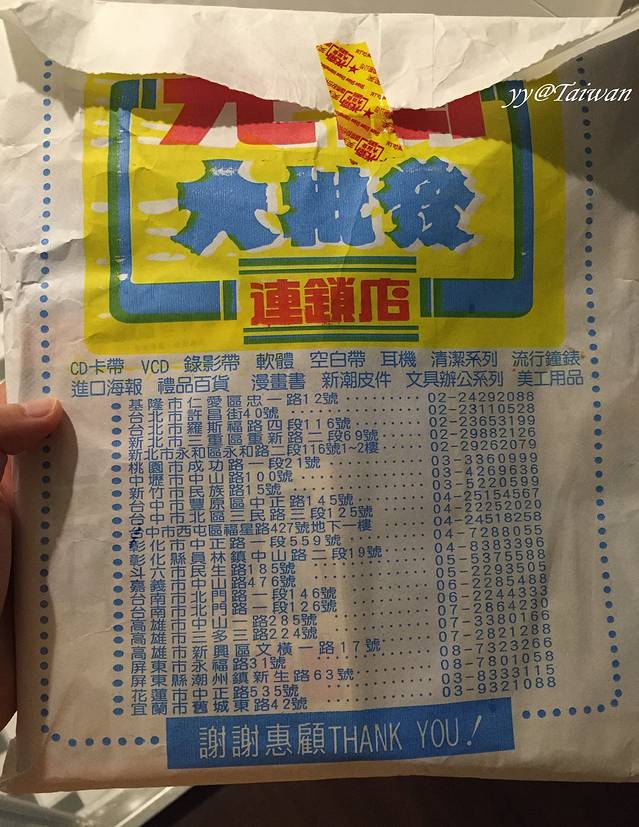 yy@Taiwan
大批發
連鎖店
CD卡帶 VCD 錄影帶 軟體 空白帶 耳機 清潔系列 流行鐘錶
進口海報 禮品百貨 漫畫書 新潮皮件 文具辦公系列 美工用品
基隆市仁愛區忠一路12號 02-24292088
台北市許昌街40號 02-23110528
台北市羅斯福路四段116號 02-23653199
新北市三重區重新路二段69號 02-29882126
新北市永和區永和路二段116號1~2樓 02-29262079
桃園市成功路一段21號 03-3360999
中壢市中山路100號 03-4269636
新竹市民族路15號 03-5220599
台中市豐原區中正路145號 04-25154567
台中市北區三民路三段125號 04-22252020
台中市西屯區福星路427號地下一樓 04-24518258
彰化市中正路一段559號 04-7288055
彰化縣員林鎮中山路二段19號 04-8383396
斗六市民生路185號 05-5375588
嘉義市中山路476號 05-2293505
台南市北門路一段146號 06-2285488
台南市北門路一段126號 06-2244333
高雄市中山一路285號 07-2864230
高雄市三多三路224號 07-3380166
高雄市新興區文橫一路17號 07-2821288
屏東市永福路31號 08-7323266
屏東縣潮州鎮新生路63號 08-7801058
花蓮市中正路535號 03-8333115
宜蘭市舊城東路42號 03-9321088
謝謝惠顧THANK YOU!